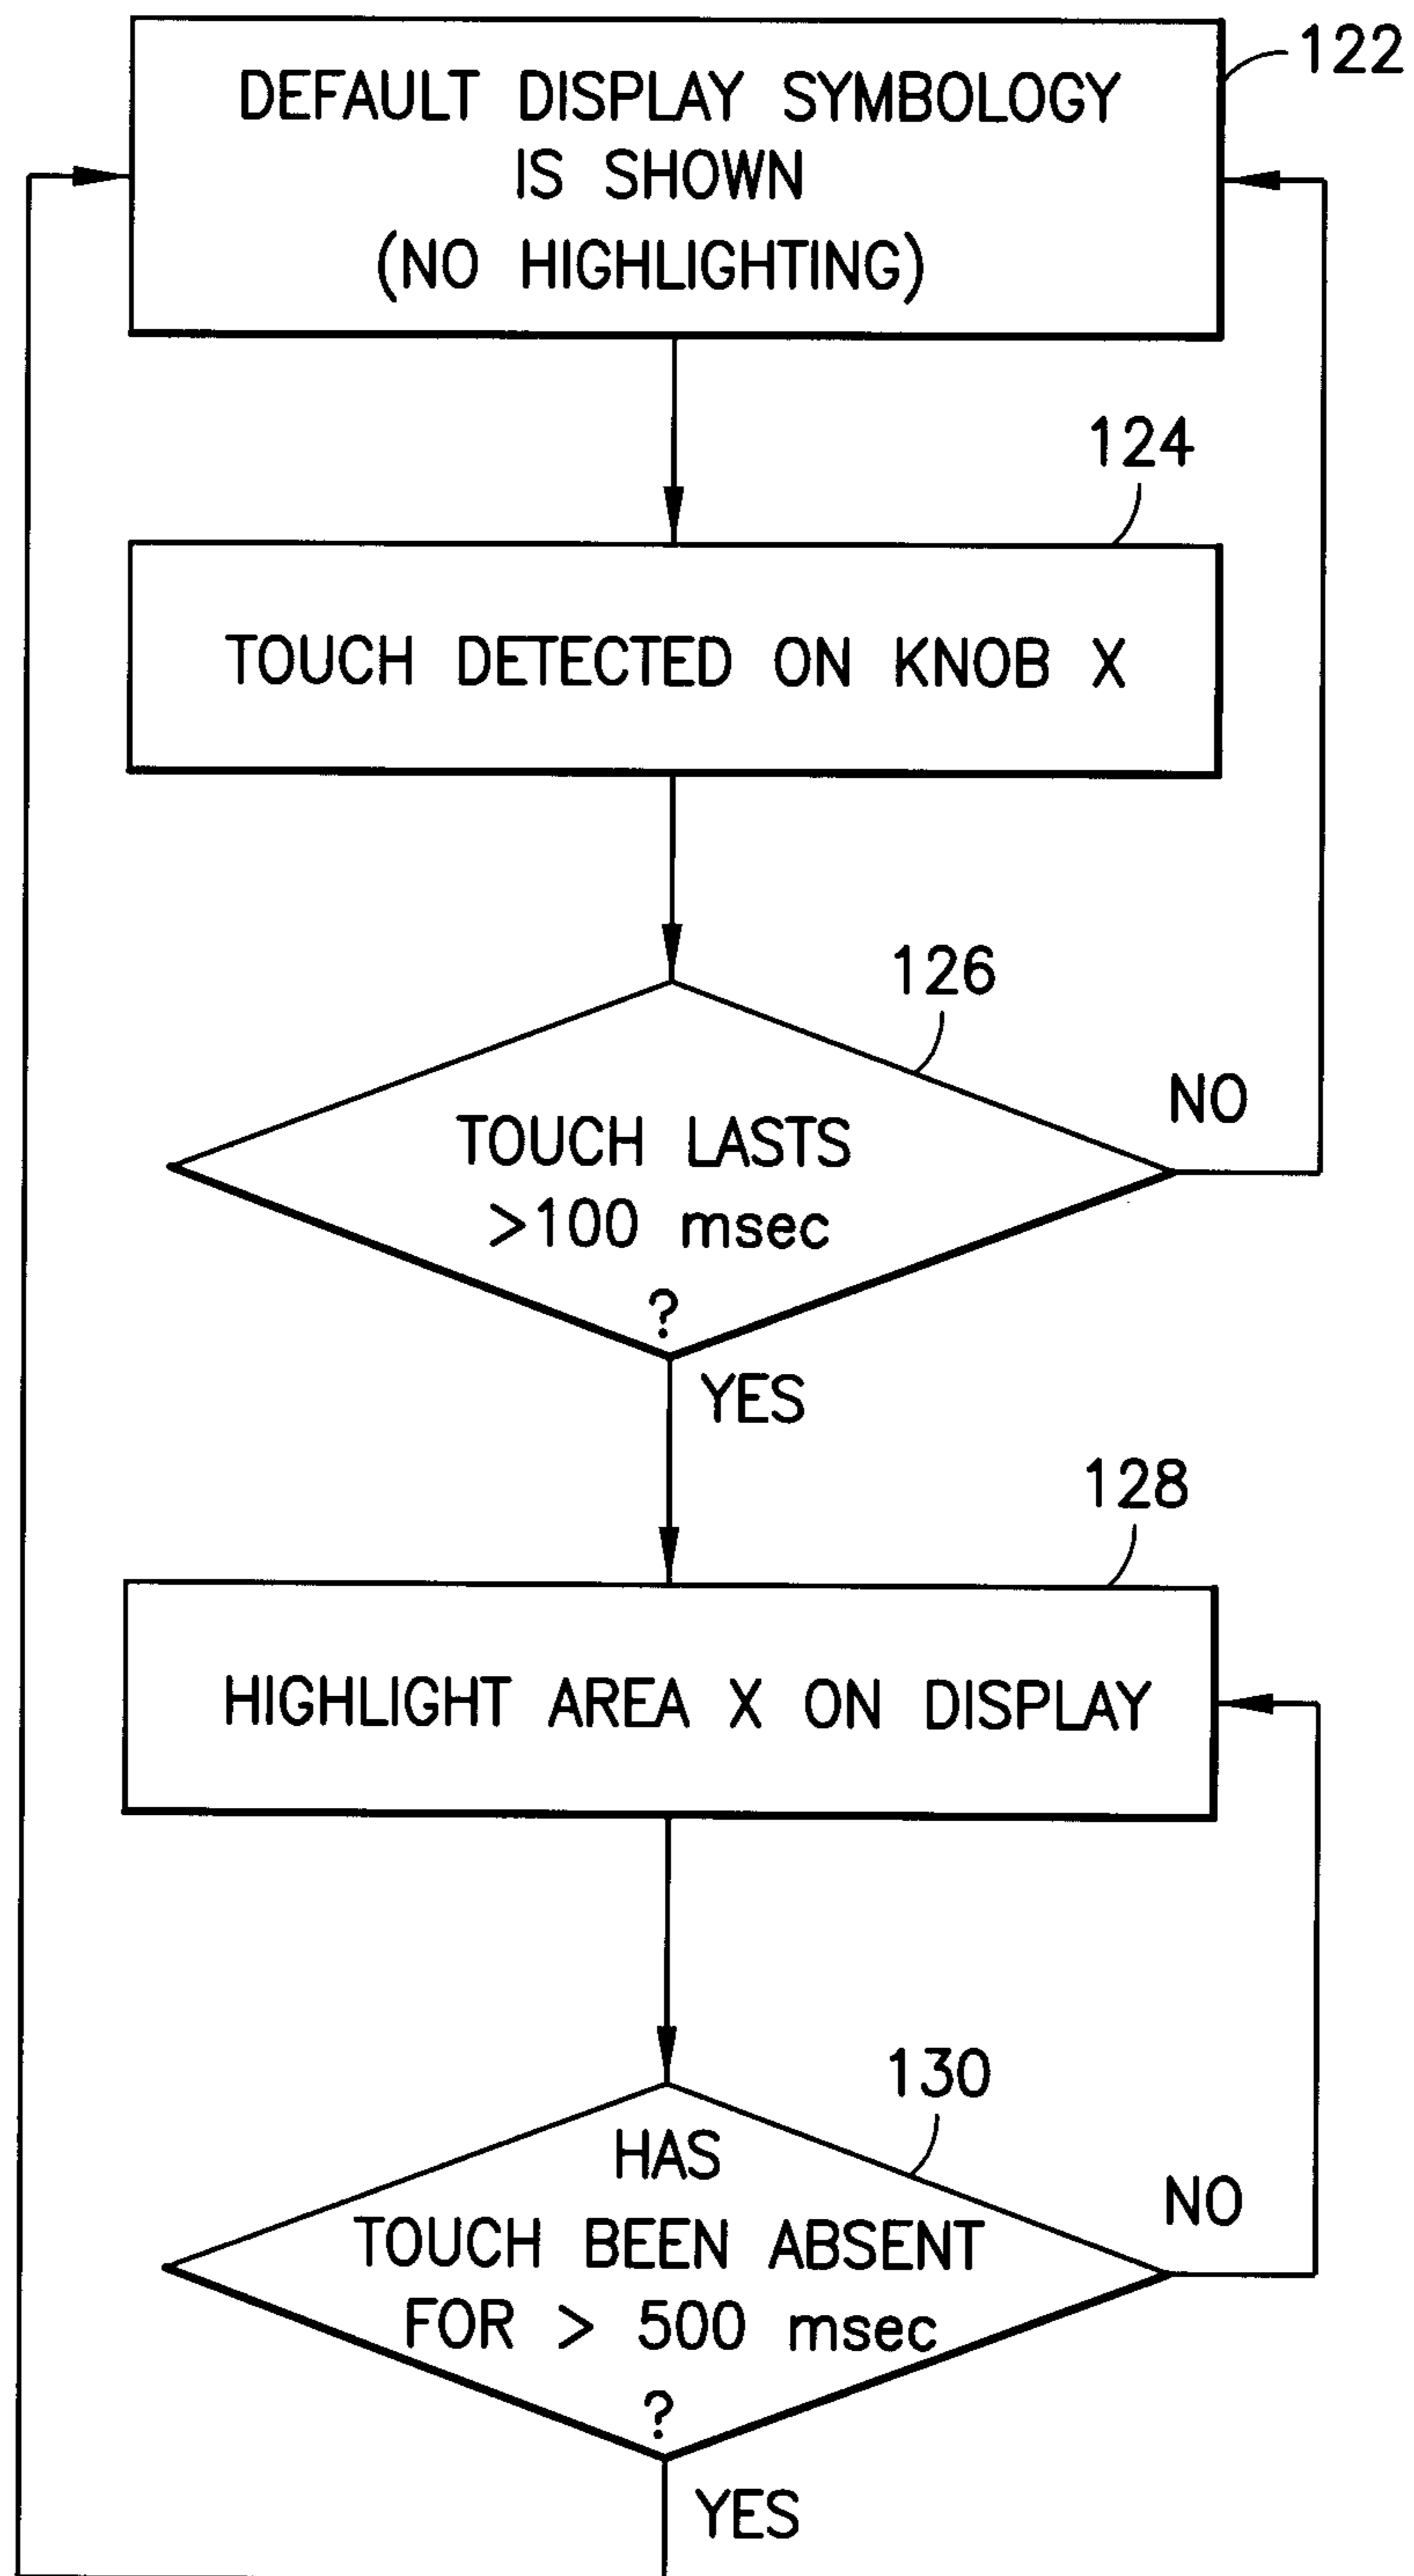 122
DEFAULT DISPLAY SYMBOLOGY
IS SHOWN
(NO HIGHLIGHTING)
124
TOUCH DETECTED ON KNOB X
126
NO
TOUCH LASTS
>100 msec
?
YES
128
HIGHLIGHT AREA X ON DISPLAY
130
HAS
NO
TOUCH BEEN ABSENT
FOR > 500 msec
?
YES